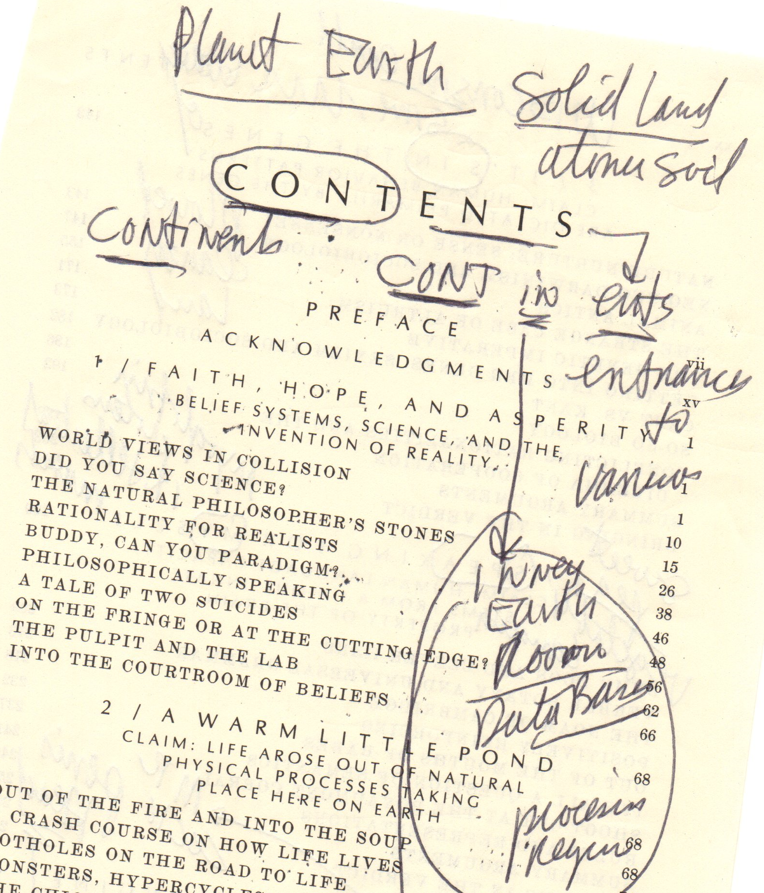 Planet Earth
Solid Land
atomer soil
CONTENTS
Continents
CONT in ents
PREFACE vii
ACKNOWLEDGMENTS xv
entrances
to
various
1 / FAITH, HOPE, AND ASPERITY 1
BELIEF SYSTEMS, SCIENCE, AND THE
INVENTION OF REALITY 1
WORLD VIEWS IN COLLISION 1
DID YOU SAY SCIENCE? 10
THE NATURAL PHILOSOPHER'S STONES 15
RATIONALITY FOR REALISTS 26
BUDDY, CAN YOU PARADIGM? 38
PHILOSOPHICALLY SPEAKING 46
A TALE OF TWO SUICIDES 48
ON THE FRINGE OR AT THE CUTTING EDGE? 56
THE PULPIT AND THE LAB 62
INTO THE COURTROOM OF BELIEFS 66
Earth
Room
Data Base
2 / A WARM LITTLE POND 68
CLAIM: LIFE AROSE OUT OF NATURAL
PHYSICAL PROCESSES TAKING
PLACE HERE ON EARTH
process
OUT OF THE FIRE AND INTO THE SOUP 68
CRASH COURSE ON HOW LIFE LIVES 68
POTHOLES ON THE ROAD TO LIFE
MONSTERS, HYPERCYCLES